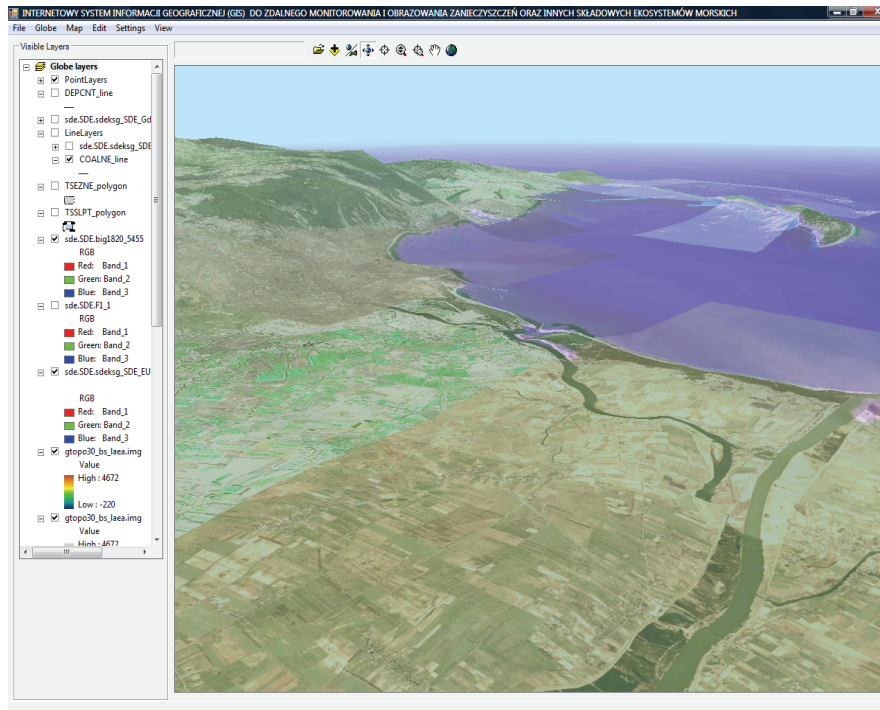 INTERNETOWY SYSTEM INFORMACJI GEOGRAFICZNEJ (GIS) DO ZDALNEGO MONITOROWANIA I OBRAZOWANIA ZANIECZYSZCZEŃ ORAZ INNYCH SKŁADOWYCH EKOSYSTEMÓW MORSKICH
File Globe Map Edit Settings View
Visible Layers
Globe layers
PointLayers
DEPCNT_line
sde.SDE.sdeksg_SDE_Gd
LineLayers
sde.SDE.sdeksg_SDE
COALNE_line
TSEZNE_polygon
TSSLPT_polygon
sde.SDE.big1820_5455
RGB
Red: Band_1
Green: Band_2
Blue: Band_3
sde.SDE.F1_1
RGB
Red: Band_1
Green: Band_2
Blue: Band_3
sde.SDE.sdeksg_SDE_EU
RGB
Red: Band_1
Green: Band_2
Blue: Band_3
gtopo30_bs_laea.img
Value
High : 4672
Low : -220
gtopo30_bs_laea.img
Value
High : 4672